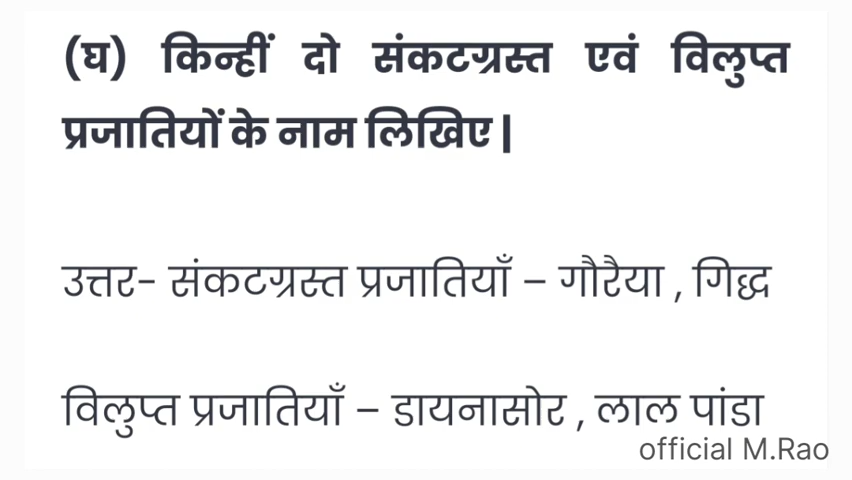 (घ) किन्हीं दो संकटग्रस्त एवं विलुप्त
प्रजातियों के नाम लिखिए |
उत्तर- संकटग्रस्त प्रजातियाँ – गौरैया , गिद्ध
विलुप्त प्रजातियाँ – डायनासोर , लाल पांडा
official M.Rao